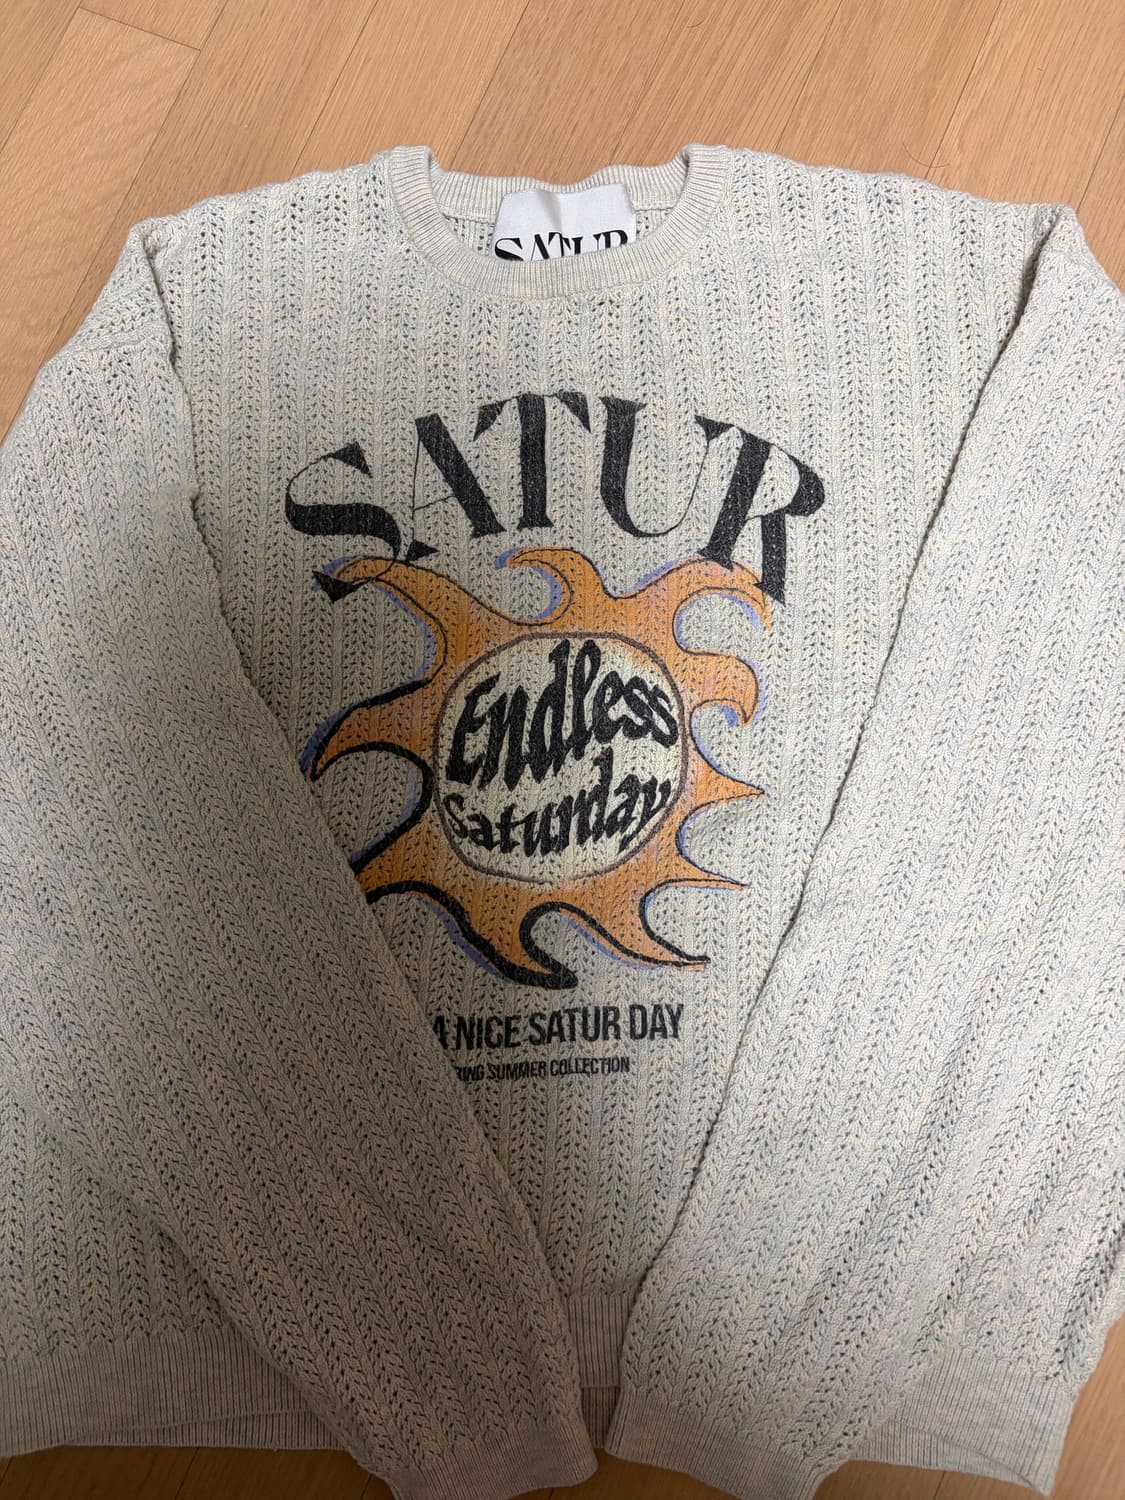 SATUR
SATUR
Endless
Saturday
A NICE SATUR DAY
SUMMER COLLECTION